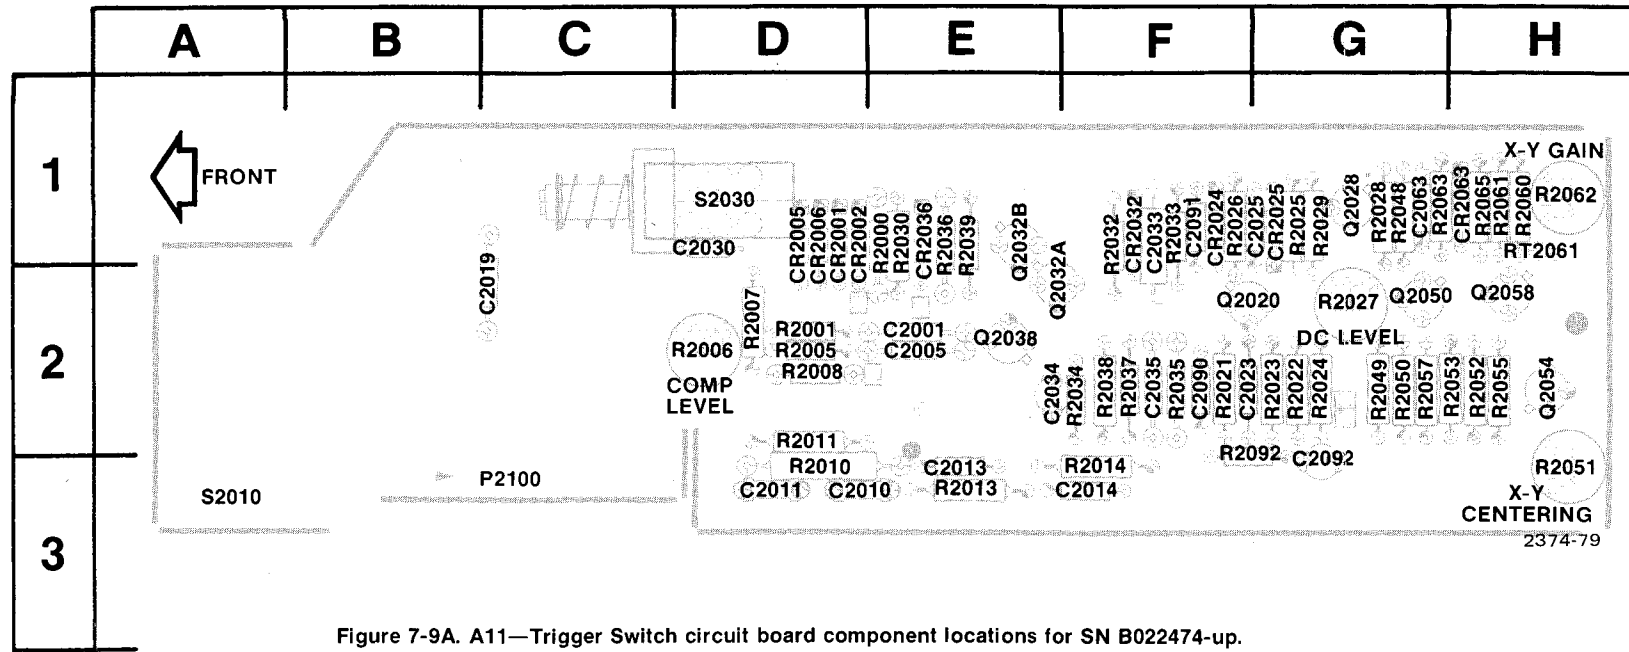 A B C D E F G H
1
2
3
FRONT
X-Y GAIN
S2030
C2030
C2019
CR2005
CR2006
CR2001
CR2002
R2000
R2030
CR2036
R2036
R2039
Q2032B
Q2032A
R2032
CR2032
C2033
R2033
C2091
CR2024
R2026
C2025
CR2025
R2025
R2029
Q2028
R2028
R2048
C2063
R2063
CR2063
R2065
R2061
R2060
R2062
RT2061
R2007
R2006
COMP
LEVEL
R2001
R2005
R2008
C2001
C2005
Q2038
Q2020
R2027
DC LEVEL
Q2050
Q2058
C2034
R2034
R2038
R2037
C2035
R2035
C2090
R2021
C2023
R2023
R2022
R2024
R2049
R2050
R2057
R2053
R2052
R2055
Q2054
R2011
R2010
C2011
C2010
C2013
R2013
R2014
C2014
R2092
C2092
R2051
X-Y
CENTERING
S2010
P2100
2374-79
Figure 7-9A. A11—Trigger Switch circuit board component locations for SN B022474-up.